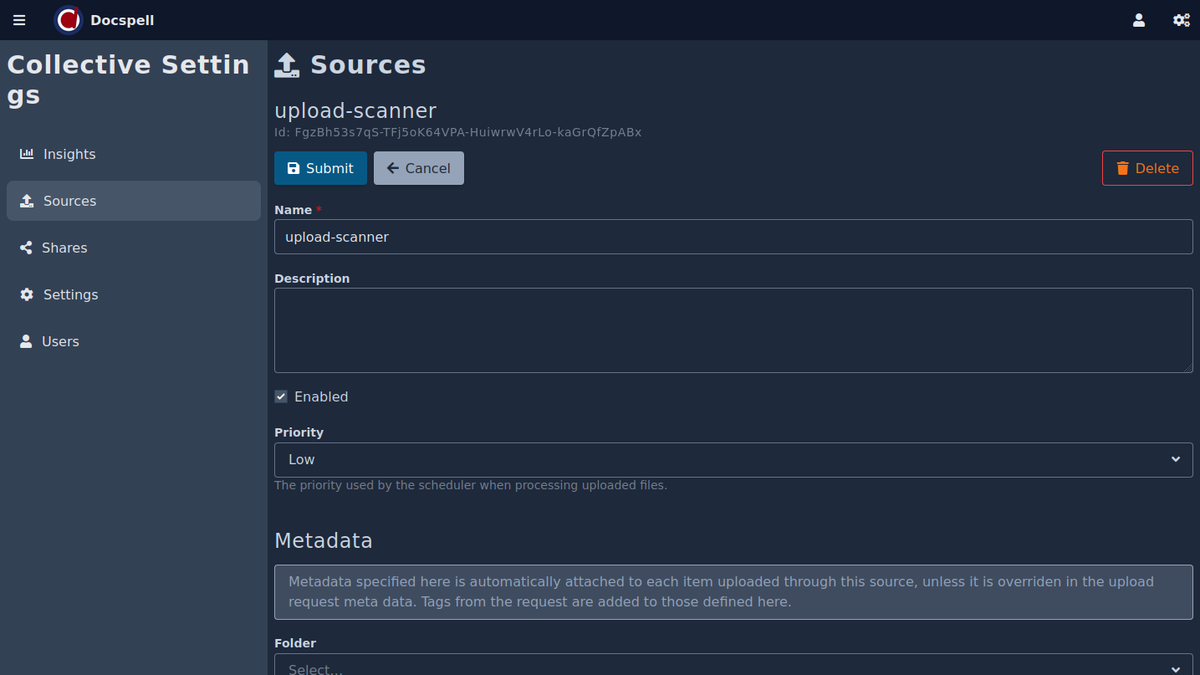 Docspell
Collective Settin
gs
Insights
Sources
Shares
Settings
Users
Sources
upload-scanner
Id: FgzBh53s7qS-TFj5oK64VPA-HuiwrwV4rLo-kaGrQfZpABx
Submit
Cancel
Delete
Name *
upload-scanner
Description
Enabled
Priority
Low
The priority used by the scheduler when processing uploaded files.
Metadata
Metadata specified here is automatically attached to each item uploaded through this source, unless it is overriden in the upload
request meta data. Tags from the request are added to those defined here.
Folder
Select...